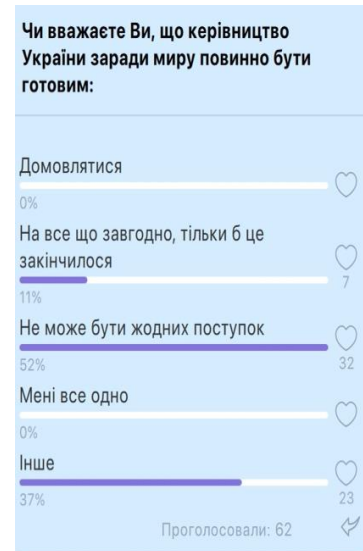 Чи вважаєте Ви, що керівництво
України заради миру повинно бути
готовим:
Домовлятися
0%
На все що завгодно, тільки б це
закінчилося
7
11%
Не може бути жодних поступок
52%
32
Мені все одно
0%
Інше
37%
23
Проголосовали: 62